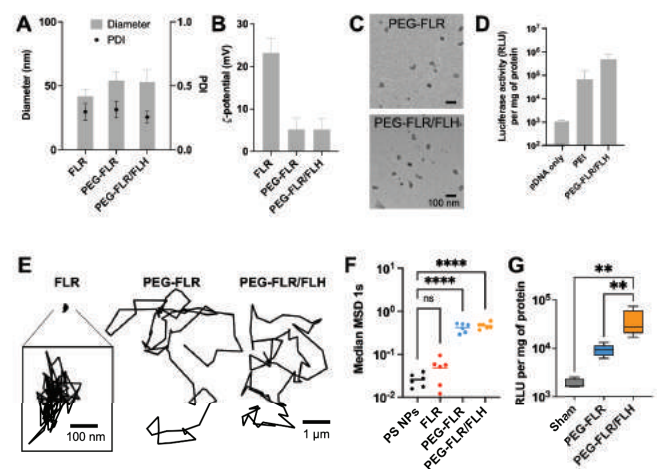 A
Diameter
PDI
Diameter (nm)
100
50
0
1.0
0.5
0.0
PDI
FLR
PEG-FLR
PEG-FLR/FLH
B
ζ-potential (mV)
30
20
10
0
FLR
PEG-FLR
PEG-FLR/FLH
C
PEG-FLR
PEG-FLR/FLH
100 nm
D
Luciferase activity (RLU)
per mg of protein
10⁷
10⁶
10⁵
10⁴
10³
10²
pDNA only
PEI
PEG-FLR/FLH
E
FLR
PEG-FLR
PEG-FLR/FLH
100 nm
1 μm
F
Median MSD 1s
10¹
10⁰
10⁻¹
10⁻²
****
****
ns
PS NPs
FLR
PEG-FLR
PEG-FLR/FLH
G
RLU per mg of protein
10⁵
10⁴
10³
**
**
Sham
PEG-FLR
PEG-FLR/FLH